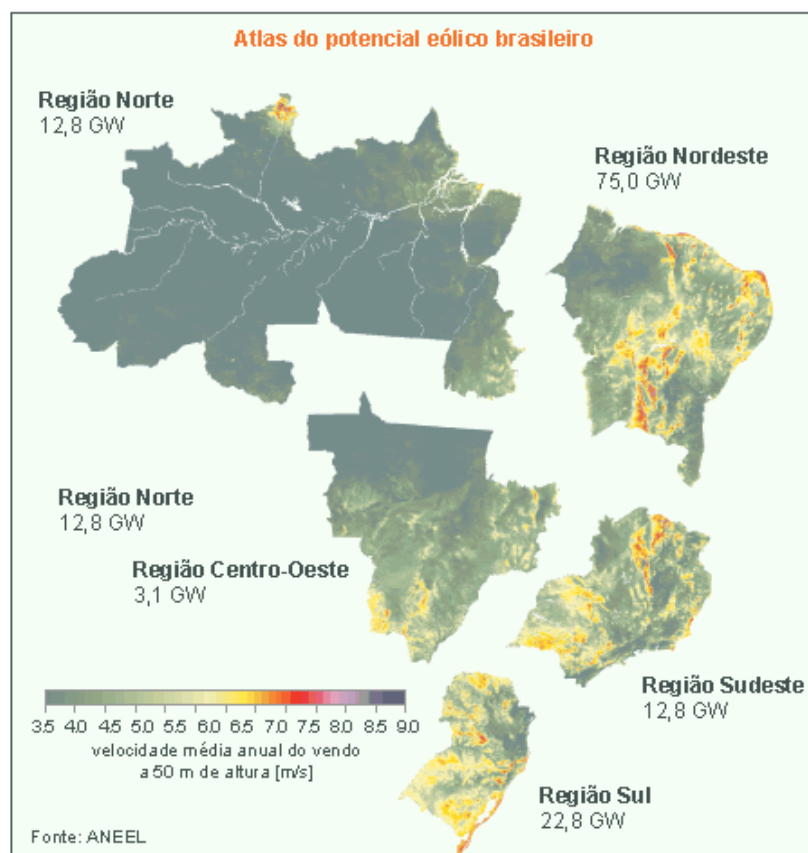 Atlas do potencial eólico brasileiro
Região Norte
12,8 GW
Região Nordeste
75,0 GW
Região Norte
12,8 GW
Região Centro-Oeste
3,1 GW
Região Sudeste
12,8 GW
Região Sul
22,8 GW
3.5 4.0 4.5 5.0 5.5 6.0 6.5 7.0 7.5 8.0 8.5 9.0
velocidade média anual do vendo
a 50 m de altura [m/s]
Fonte: ANEEL